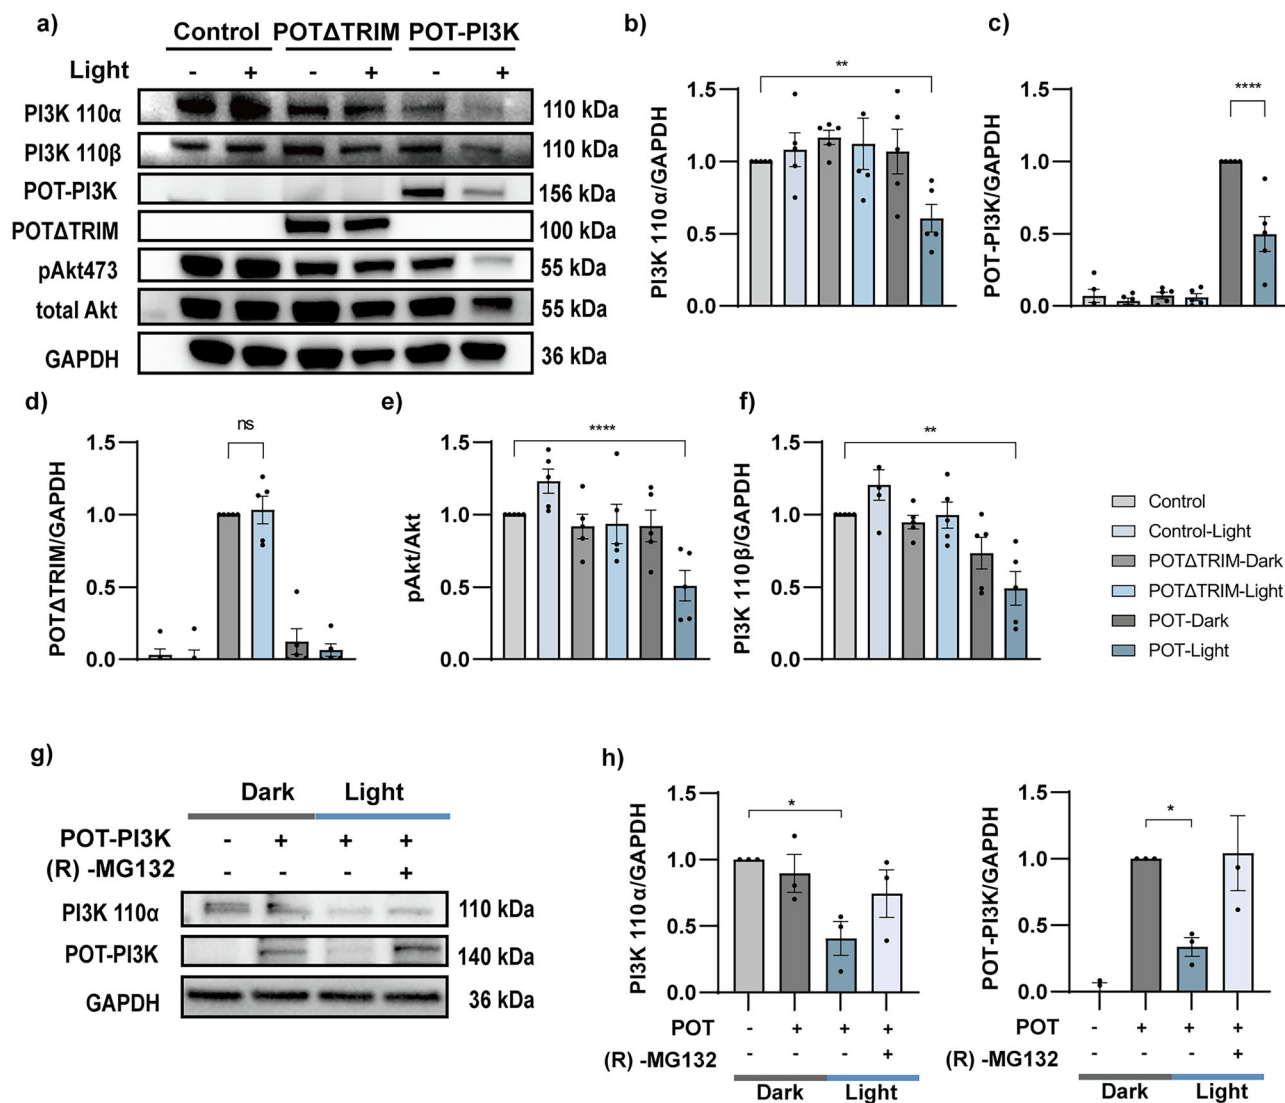 a)
Control POTΔTRIM POT-PI3K
Light - + - + - +
PI3K 110α 110 kDa
PI3K 110β 110 kDa
POT-PI3K 156 kDa
POTΔTRIM 100 kDa
pAkt473 55 kDa
total Akt 55 kDa
GAPDH 36 kDa
b)
PI3K 110α/GAPDH
1.5
1.0
0.5
0.0
**
c)
POT-PI3K/GAPDH
1.5
1.0
0.5
0.0
****
d)
POTΔTRIM/GAPDH
1.5
1.0
0.5
0.0
ns
e)
pAkt/Akt
1.5
1.0
0.5
0.0
****
f)
PI3K 110β/GAPDH
1.5
1.0
0.5
0.0
**
Control
Control-Light
POTΔTRIM-Dark
POTΔTRIM-Light
POT-Dark
POT-Light
g)
Dark Light
POT-PI3K - + + +
(R) -MG132 - - - +
PI3K 110α 110 kDa
POT-PI3K 140 kDa
GAPDH 36 kDa
h)
PI3K 110α/GAPDH
1.5
1.0
0.5
0.0
*
POT - + + +
(R) -MG132 - - - +
Dark Light
POT-PI3K/GAPDH
1.5
1.0
0.5
0.0
*
POT - + + +
(R) -MG132 - - - +
Dark Light